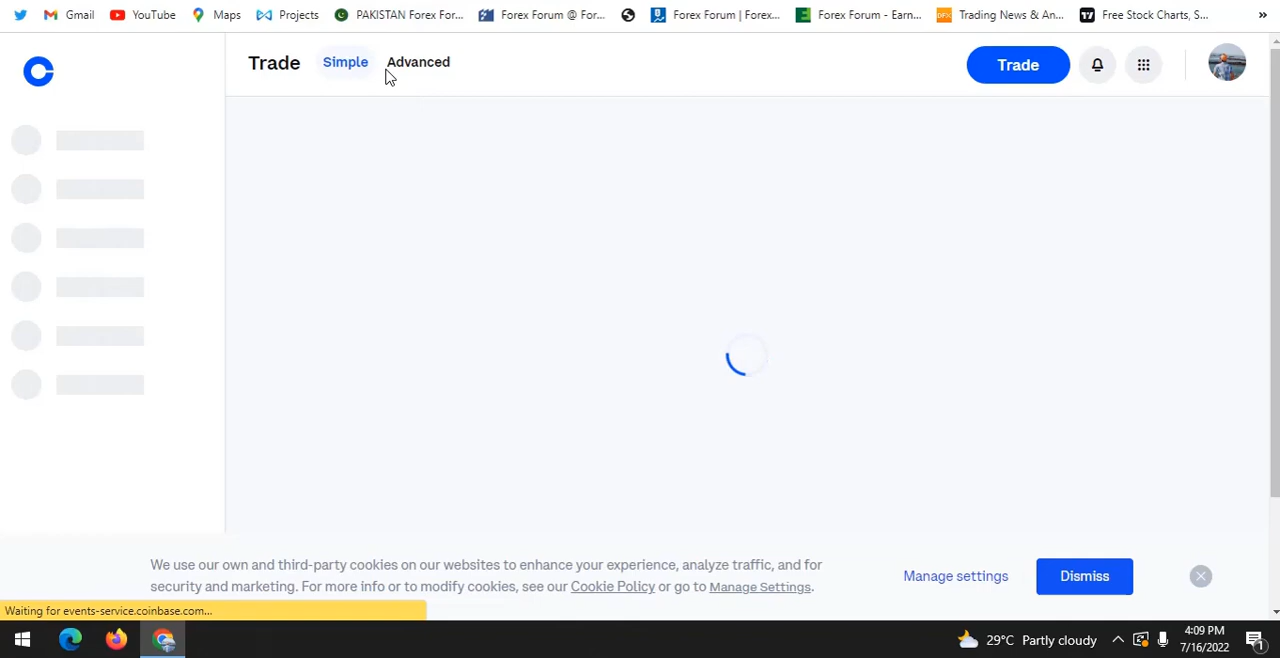 Gmail YouTube Maps Projects PAKISTAN Forex For... Forex Forum @ For... Forex Forum | Forex... Forex Forum - Earn... Trading News & An... Free Stock Charts, S... »
Trade Simple Advanced Trade
We use our own and third-party cookies on our websites to enhance your experience, analyze traffic, and for
security and marketing. For more info or to modify cookies, see our Cookie Policy or go to Manage Settings.
Manage settings Dismiss
Waiting for events-service.coinbase.com...
29°C Partly cloudy
4:09 PM
7/16/2022
1